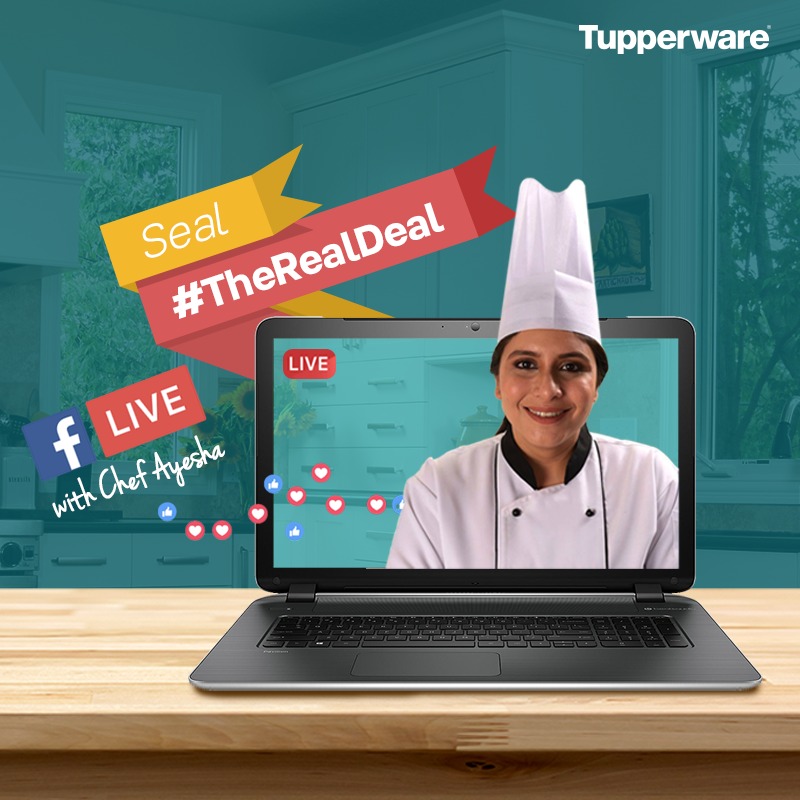 Tupperware
Seal
#TheRealDeal
LIVE
f LIVE
with Chef Ayesha